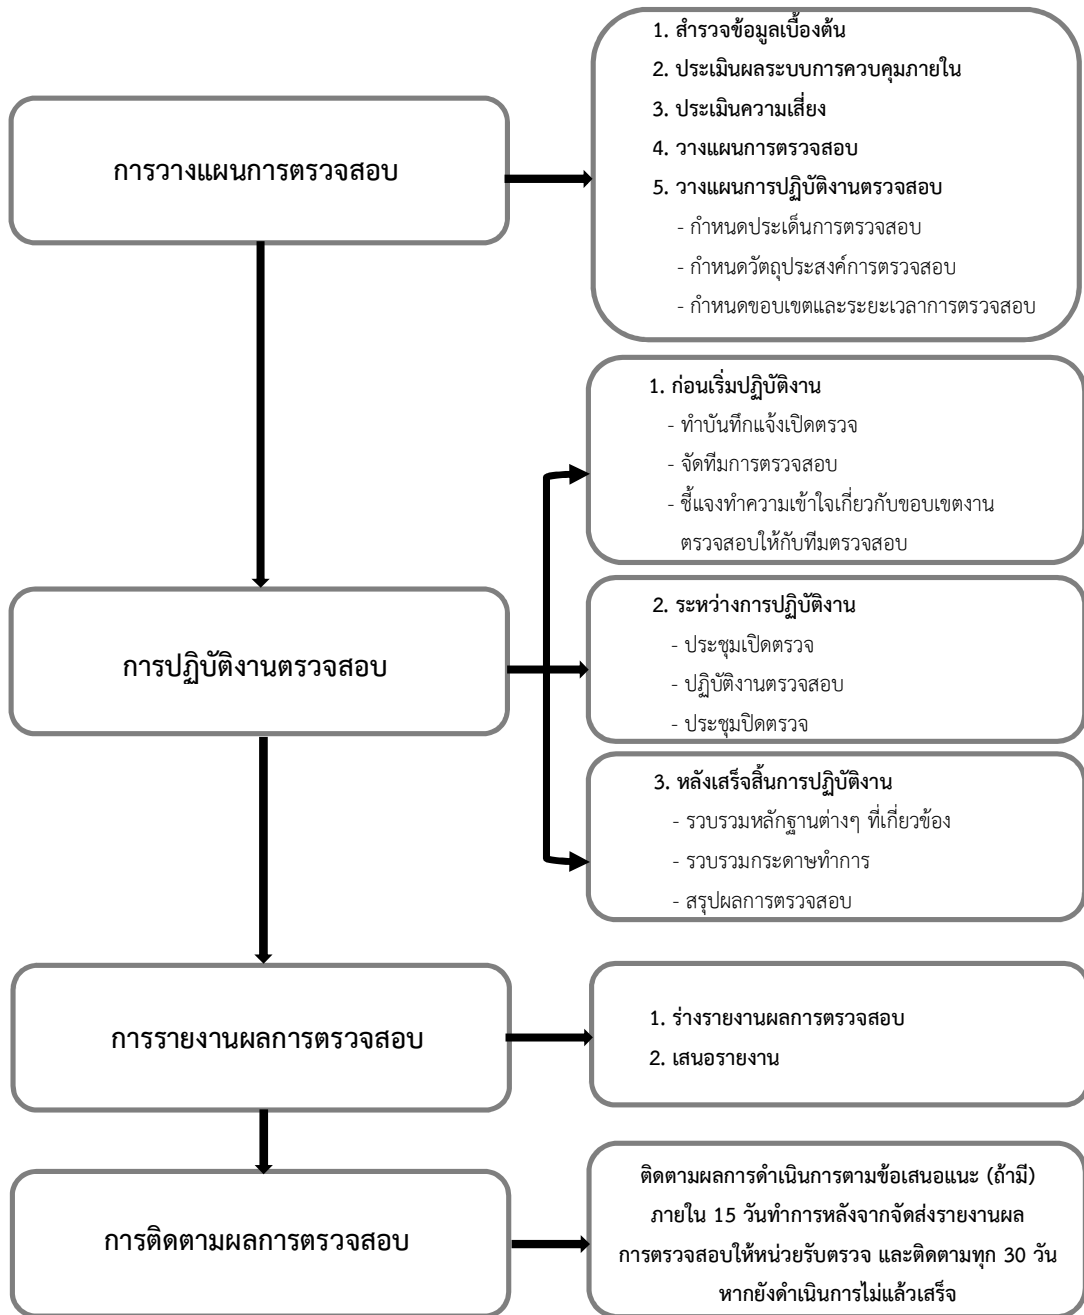 การวางแผนการตรวจสอบ
1. สำรวจข้อมูลเบื้องต้น
2. ประเมินผลระบบการควบคุมภายใน
3. ประเมินความเสี่ยง
4. วางแผนการตรวจสอบ
5. วางแผนการปฏิบัติงานตรวจสอบ
- กำหนดประเด็นการตรวจสอบ
- กำหนดวัตถุประสงค์การตรวจสอบ
- กำหนดขอบเขตและระยะเวลาการตรวจสอบ
การปฏิบัติงานตรวจสอบ
1. ก่อนเริ่มปฏิบัติงาน
- ทำบันทึกแจ้งเปิดตรวจ
- จัดทีมการตรวจสอบ
- ชี้แจงทำความเข้าใจเกี่ยวกับขอบเขตงาน
ตรวจสอบให้กับทีมตรวจสอบ
2. ระหว่างการปฏิบัติงาน
- ประชุมเปิดตรวจ
- ปฏิบัติงานตรวจสอบ
- ประชุมปิดตรวจ
3. หลังเสร็จสิ้นการปฏิบัติงาน
- รวบรวมหลักฐานต่างๆ ที่เกี่ยวข้อง
- รวบรวมกระดาษทำการ
- สรุปผลการตรวจสอบ
การรายงานผลการตรวจสอบ
1. ร่างรายงานผลการตรวจสอบ
2. เสนอรายงาน
การติดตามผลการตรวจสอบ
ติดตามผลการดำเนินการตามข้อเสนอแนะ (ถ้ามี)
ภายใน 15 วันทำการหลังจากจัดส่งรายงานผล
การตรวจสอบให้หน่วยรับตรวจ และติดตามทุก 30 วัน
หากยังดำเนินการไม่แล้วเสร็จ